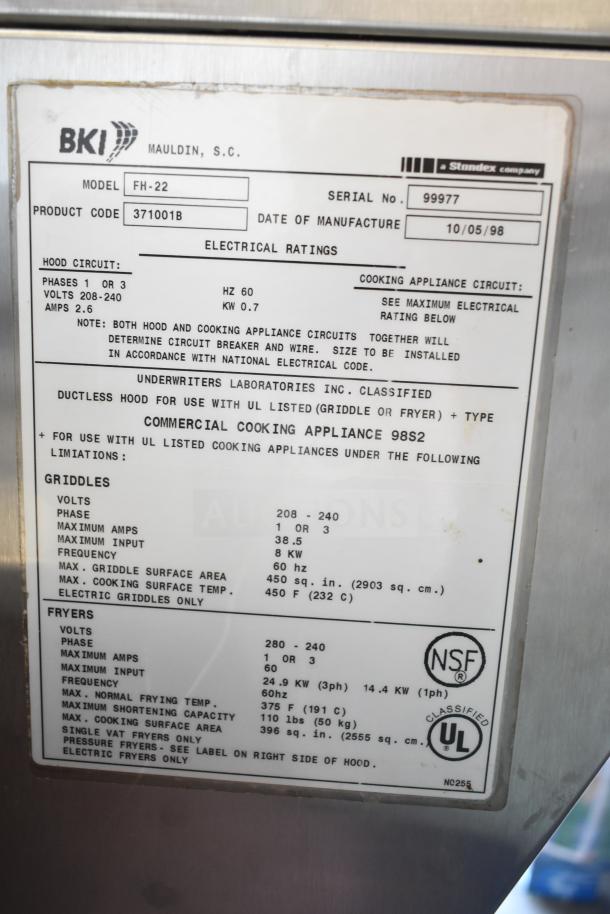 BKI MAULDIN, S.C.
a Standex company
MODEL FH-22
SERIAL No. 99977
PRODUCT CODE 371001B
DATE OF MANUFACTURE 10/05/98
ELECTRICAL RATINGS
HOOD CIRCUIT:
COOKING APPLIANCE CIRCUIT:
PHASES 1 OR 3
HZ 60
SEE MAXIMUM ELECTRICAL
VOLTS 208-240
KW 0.7
RATING BELOW
AMPS 2.6
NOTE: BOTH HOOD AND COOKING APPLIANCE CIRCUITS TOGETHER WILL
DETERMINE CIRCUIT BREAKER AND WIRE. SIZE TO BE INSTALLED
IN ACCORDANCE WITH NATIONAL ELECTRICAL CODE.
UNDERWRITERS LABORATORIES INC. CLASSIFIED
DUCTLESS HOOD FOR USE WITH UL LISTED (GRIDDLE OR FRYER) + TYPE
COMMERCIAL COOKING APPLIANCE 98S2
+ FOR USE WITH UL LISTED COOKING APPLIANCES UNDER THE FOLLOWING
LIMIATIONS:
GRIDDLES
VOLTS 208 - 240
PHASE 1 OR 3
MAXIMUM AMPS 38.5
MAXIMUM INPUT 8 KW
FREQUENCY 60 hz
MAX. GRIDDLE SURFACE AREA 450 sq. in. (2903 sq. cm.)
MAX. COOKING SURFACE TEMP. 450 F (232 C)
ELECTRIC GRIDDLES ONLY
FRYERS
VOLTS 280 - 240
PHASE 1 OR 3
MAXIMUM AMPS 60
MAXIMUM INPUT 24.9 KW (3ph) 14.4 KW (1ph)
FREQUENCY 60hz
MAX. NORMAL FRYING TEMP. 375 F (191 C)
MAXIMUM SHORTENING CAPACITY 110 lbs (50 kg)
MAX. COOKING SURFACE AREA 396 sq. in. (2555 sq. cm.)
SINGLE VAT FRYERS ONLY
PRESSURE FRYERS- SEE LABEL ON RIGHT SIDE OF HOOD.
ELECTRIC FRYERS ONLY
NSF ®
CLASSIFIED
UL ®
N0255